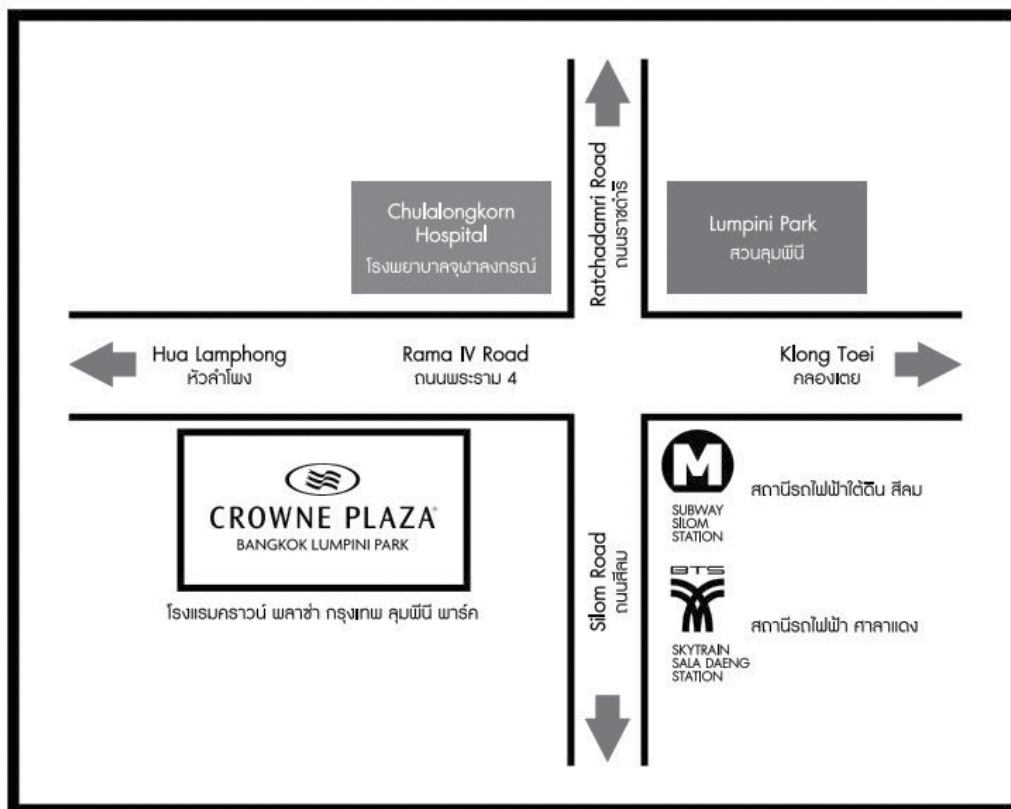 Ratchadamri Road
ถนนราชดำริ
Chulalongkorn
Hospital
โรงพยาบาลจุฬาลงกรณ์
Lumpini Park
สวนลุมพีนี
Hua Lamphong
หัวลำโพง
Rama IV Road
ถนนพระราม 4
Klong Toei
คลองเตย
CROWNE PLAZA®
BANGKOK LUMPINI PARK
โรงแรมคราวน์ พลาซ่า กรุงเทพ ลุมพีนี พาร์ค
Silom Road
ถนนสีลม
M
SUBWAY
SILOM
STATION
สถานีรถไฟฟ้าใต้ดิน สีลม
BTS
SKYTRAIN
SALA DAENG
STATION
สถานีรถไฟฟ้า ศาลาแดง